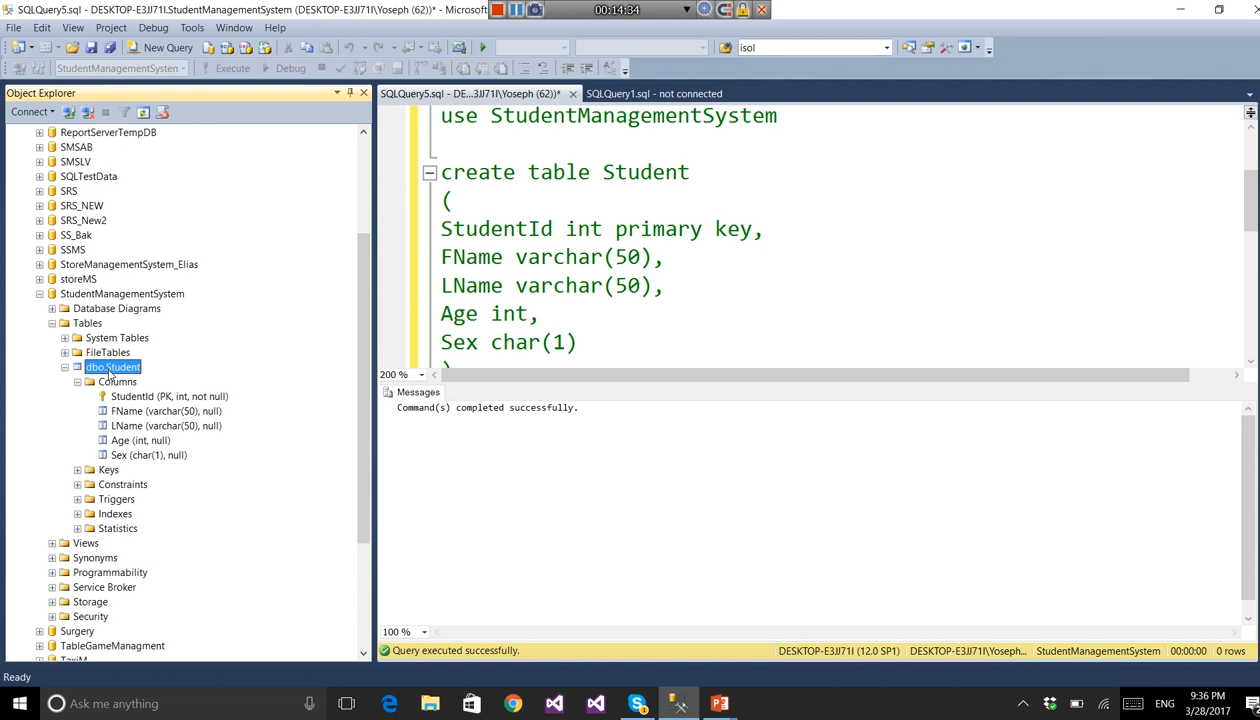 SQLQuery5.sql - DESKTOP-E3JJ71I.StudentManagementSystem (DESKTOP-E3JJ71I\Yoseph (62))* - Microsoft
00:14:34
File Edit View Project Debug Tools Window Help
New Query
isol
StudentManagementSystem
Execute
Debug
Object Explorer
SQLQuery5.sql - DE...3JJ71I\Yoseph (62))*
SQLQuery1.sql - not connected
Connect
ReportServerTempDB
SMSAB
SMSLV
SQLTestData
SRS
SRS_NEW
SRS_New2
SS_Bak
SSMS
StoreManagementSystem_Elias
storeMS
StudentManagementSystem
Database Diagrams
Tables
System Tables
FileTables
dbo.Student
Columns
StudentId (PK, int, not null)
FName (varchar(50), null)
LName (varchar(50), null)
Age (int, null)
Sex (char(1), null)
Keys
Constraints
Triggers
Indexes
Statistics
Views
Synonyms
Programmability
Service Broker
Storage
Security
Surgery
TableGameManagment
TaxiM
use StudentManagementSystem
create table Student
(
StudentId int primary key,
FName varchar(50),
LName varchar(50),
Age int,
Sex char(1)
)
200 %
Messages
Command(s) completed successfully.
100 %
Query executed successfully.
DESKTOP-E3JJ71I (12.0 SP1)
DESKTOP-E3JJ71I\Yoseph...
StudentManagementSystem
00:00:00
0 rows
Ready
Ask me anything
ENG
9:36 PM
3/28/2017